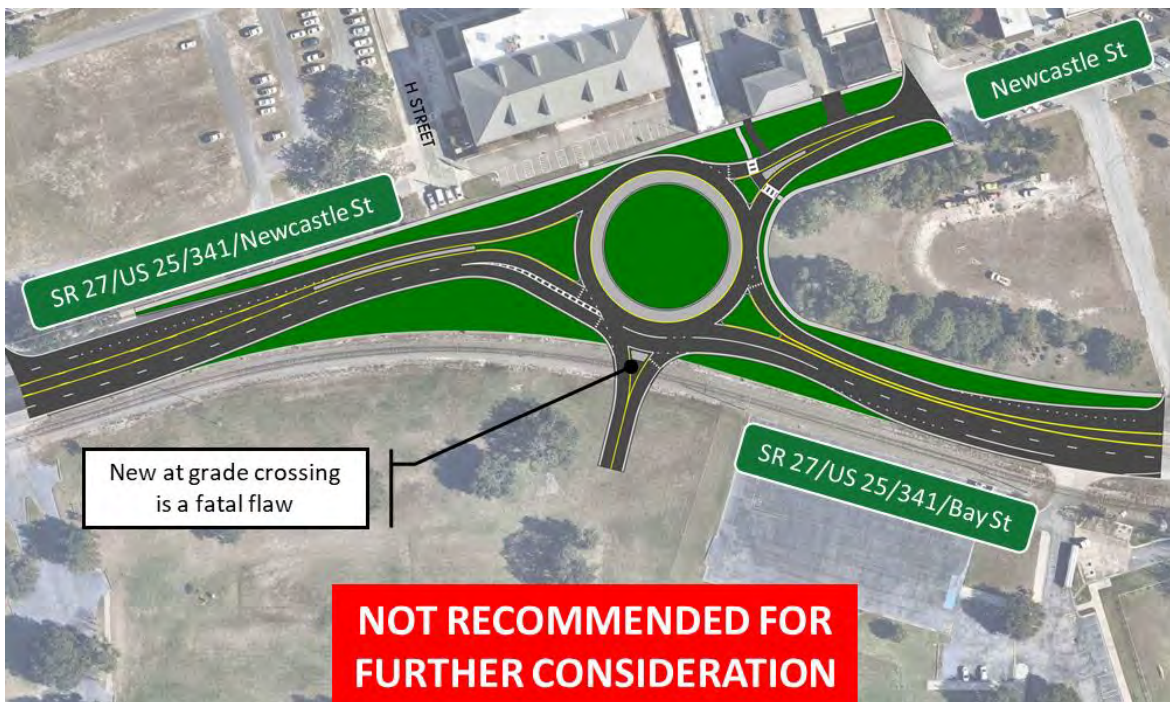 Newcastle St
H STREET
SR 27/US 25/341/Newcastle St
New at grade crossing
is a fatal flaw
SR 27/US 25/341/Bay St
NOT RECOMMENDED FOR
FURTHER CONSIDERATION